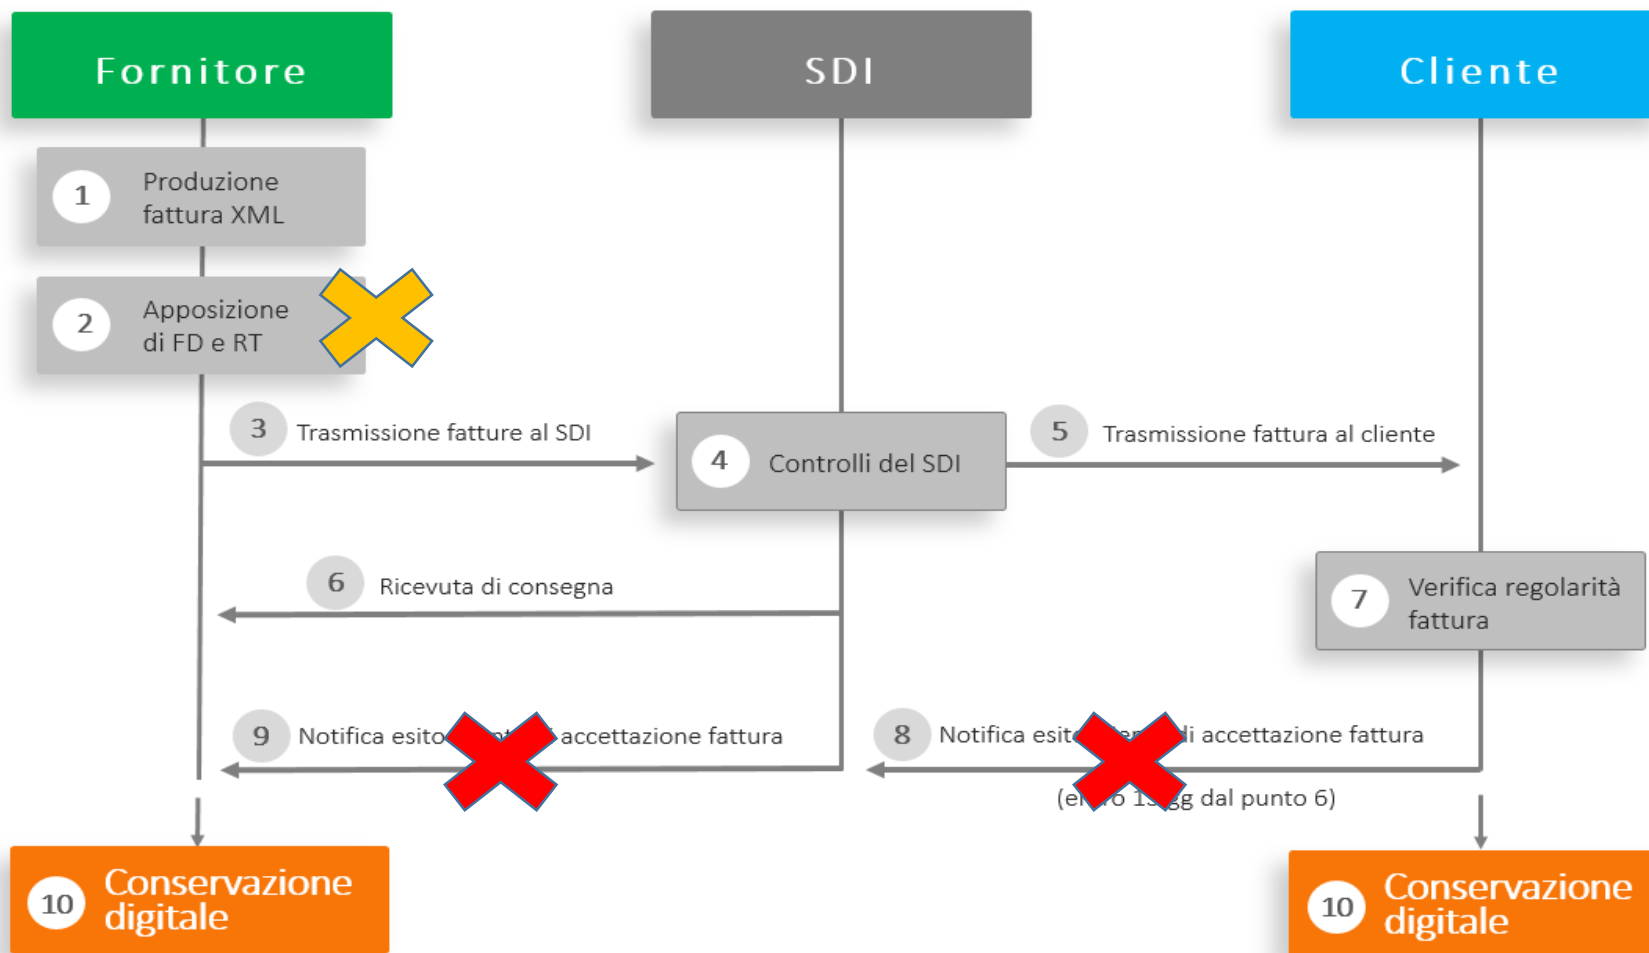 Fornitore
SDI
Cliente
1 Produzione
fattura XML
2 Apposizione
di FD e RT
3 Trasmissione fatture al SDI
4 Controlli del SDI
5 Trasmissione fattura al cliente
6 Ricevuta di consegna
7 Verifica regolarità
fattura
9 Notifica esito accettazione fattura
8 Notifica esito di accettazione fattura
dal punto 6)
10 Conservazione
digitale
10 Conservazione
digitale